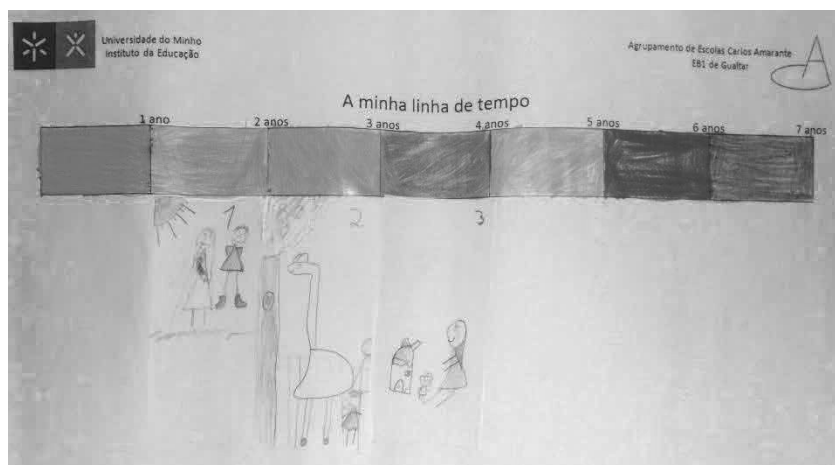 Universidade do Minho
Instituto da Educação
Agrupamento de Escolas Carlos Amarante
EB1 de Gualtar
A minha linha de tempo
1 ano 2 anos 3 anos 4 anos 5 anos 6 anos 7 anos
1 2 3